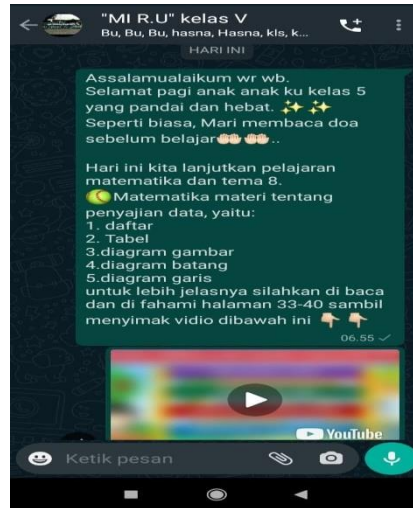 "MI R.U" kelas V
Bu, Bu, Bu, hasna, Hasna, kls, k...
HARI INI
Assalamualaikum wr wb.
Selamat pagi anak anak ku kelas 5
yang pandai dan hebat. ✨ ✨
Seperti biasa, Mari membaca doa
sebelum belajar🤲🏻🤲🏻..
Hari ini kita lanjutkan pelajaran
matematika dan tema 8.
🥎Matematika materi tentang
penyajian data, yaitu:
1. daftar
2. Tabel
3.diagram gambar
4.diagram batang
5.diagram garis
untuk lebih jelasnya silahkan di baca
dan di fahami halaman 33-40 sambil
menyimak vidio dibawah ini 👇🏻 👇🏻
06.55 ✓
YouTube
Ketik pesan